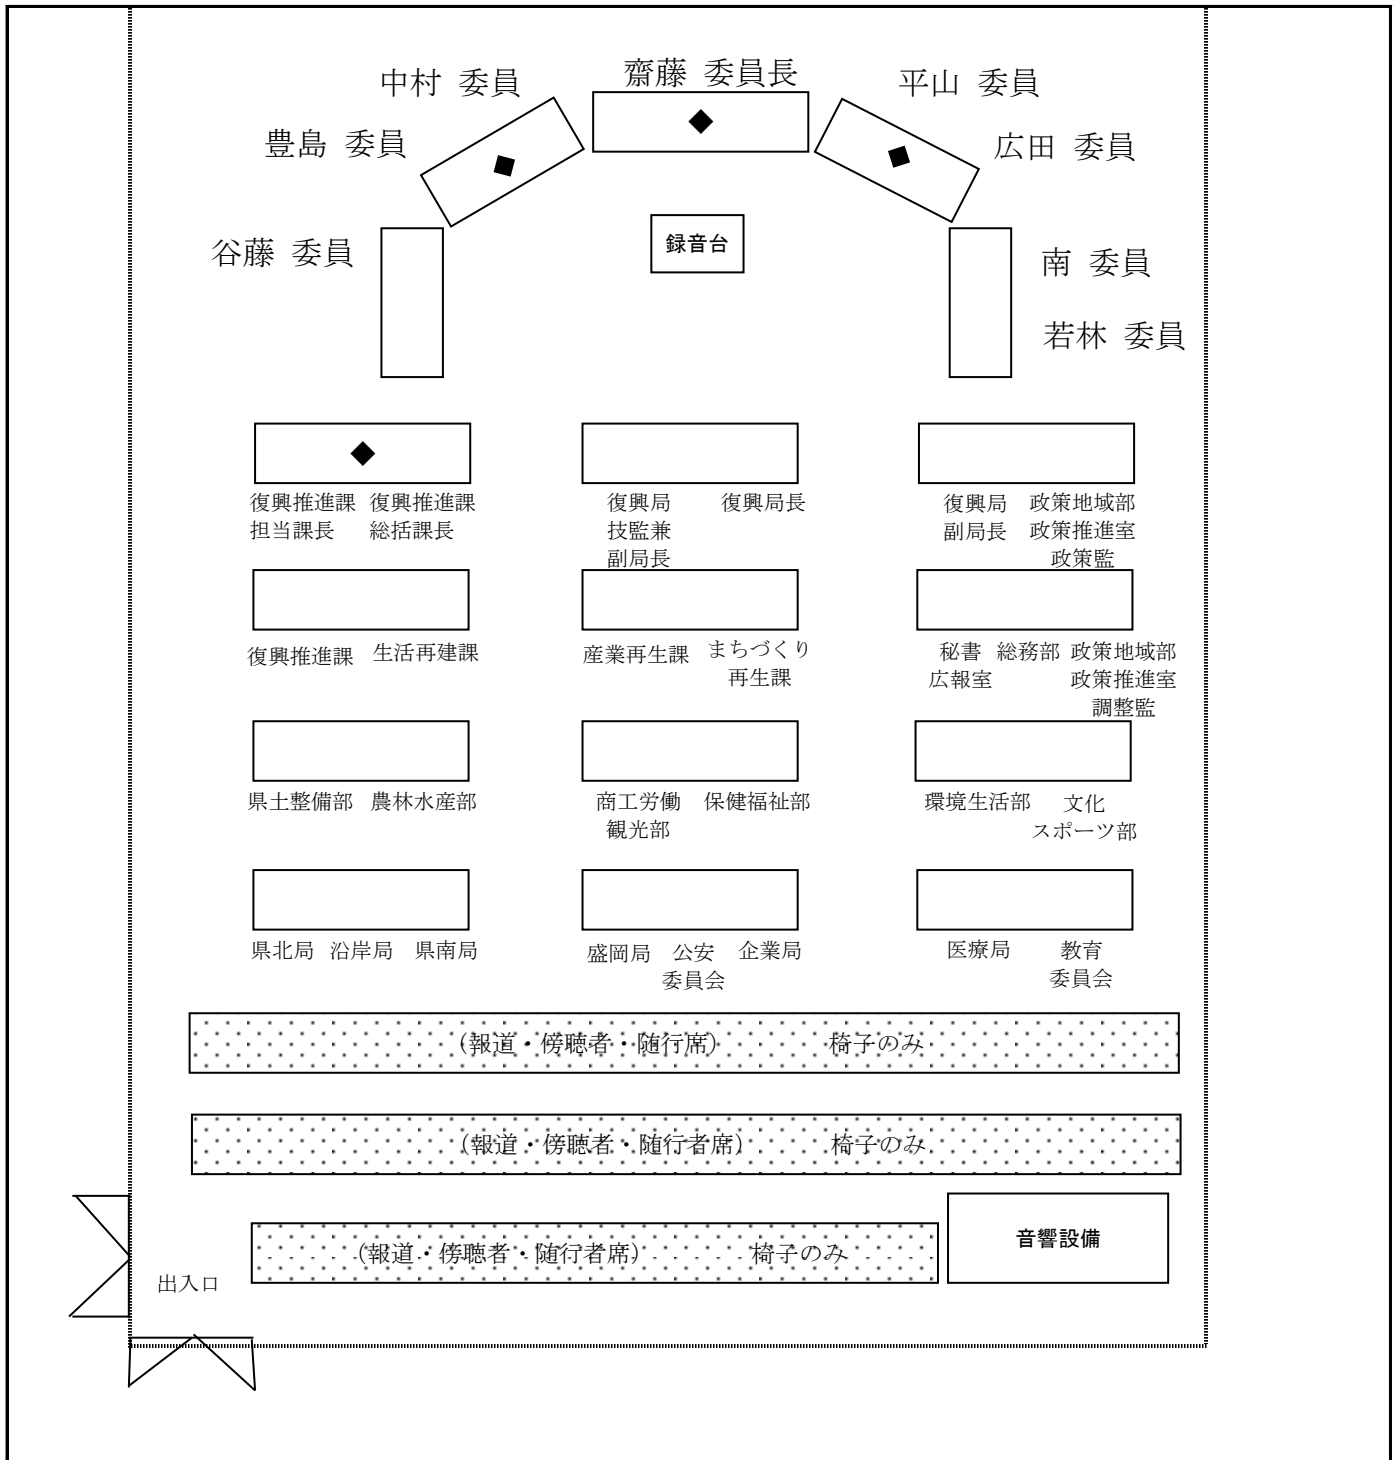 齋藤 委員長
中村 委員
平山 委員
豊島 委員
広田 委員
谷藤 委員
録音台
南 委員
若林 委員
復興推進課
担当課長
復興推進課
総括課長
復興局
技監兼
副局長
復興局長
復興局
副局長
政策地域部
政策推進室
政策監
復興推進課
生活再建課
産業再生課
まちづくり
再生課
秘書
広報室
総務部
政策地域部
政策推進室
調整監
県土整備部
農林水産部
商工労働
観光部
保健福祉部
環境生活部
文化
スポーツ部
県北局
沿岸局
県南局
盛岡局
公安
委員会
企業局
医療局
教育
委員会
（報道・傍聴者・随行席） 椅子のみ
（報道・傍聴者・随行者席） 椅子のみ
（報道・傍聴者・随行者席） 椅子のみ
音響設備
出入口